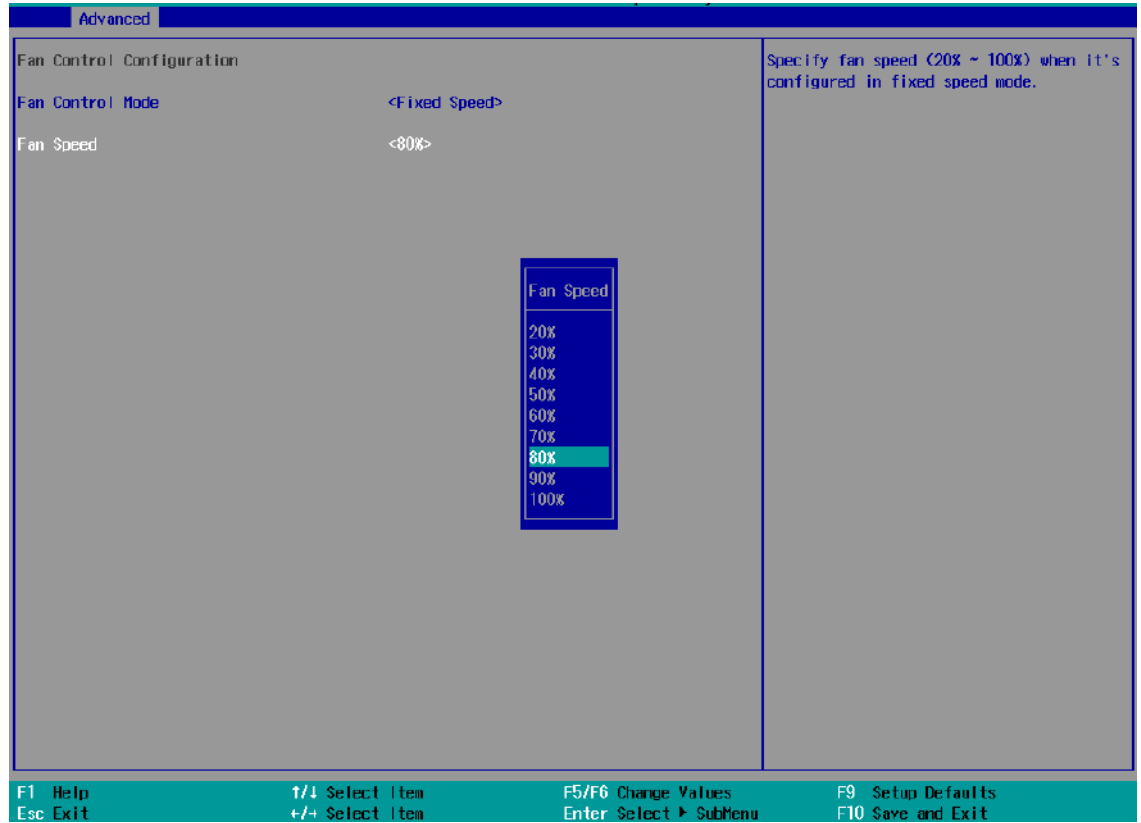 Advanced
Fan Control Configuration
Fan Control Mode <Fixed Speed>
Fan Speed <80%>
Specify fan speed (20% ~ 100%) when it's
configured in fixed speed mode.
Fan Speed
20%
30%
40%
50%
60%
70%
80%
90%
100%
F1 Help ↑/↓ Select Item F5/F6 Change Values F9 Setup Defaults
Esc Exit ←/→ Select Item Enter Select ► SubMenu F10 Save and Exit